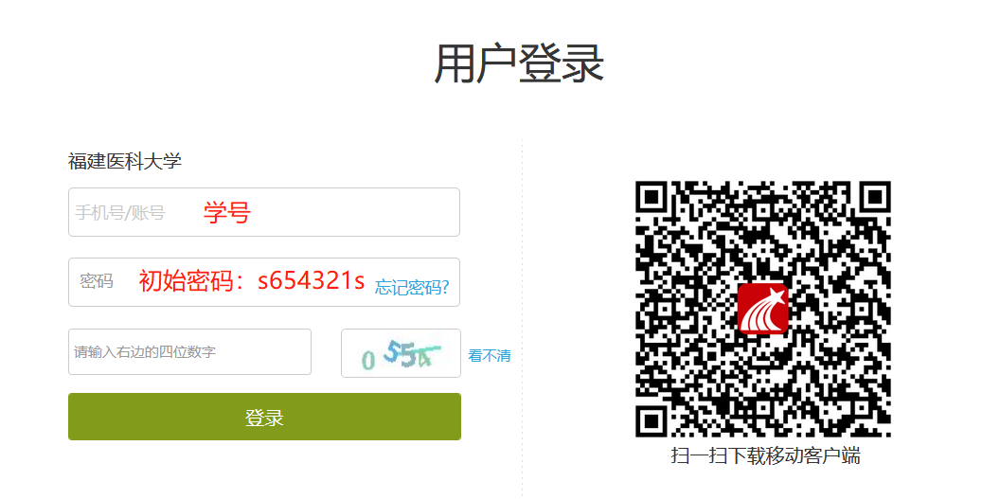 用户登录
福建医科大学
手机号/账号 学号
密码 初始密码：s654321s 忘记密码?
请输入右边的四位数字 看不清
登录
扫一扫下载移动客户端